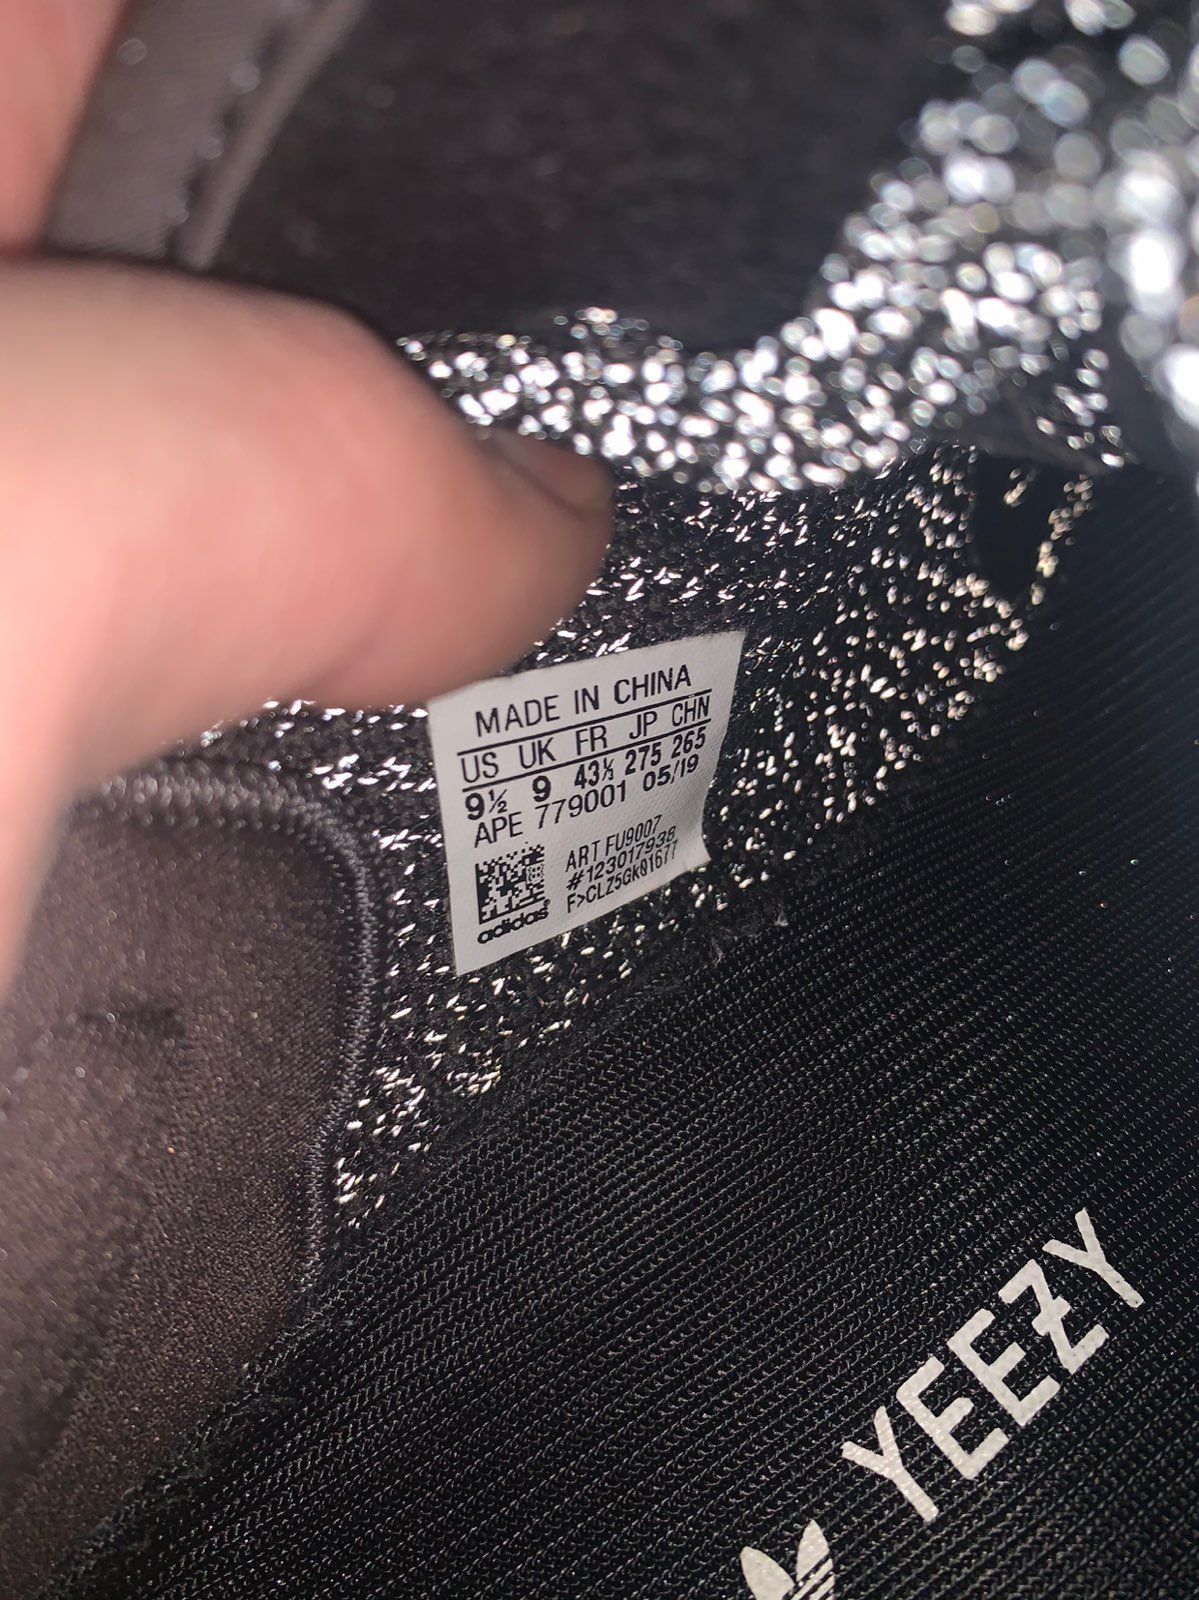 MADE IN CHINA
US UK FR JP CHN
9½ 9 43⅓ 275 265
APE 779001 05/19
ART FU9007
#123017938
F>CLZ5GK01677
adidas
YEEZY